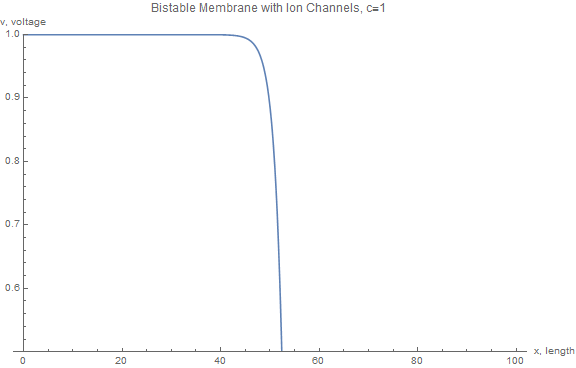 Bistable Membrane with Ion Channels, c=1
v, voltage
1.0
0.9
0.8
0.7
0.6
0 20 40 60 80 100 x, length